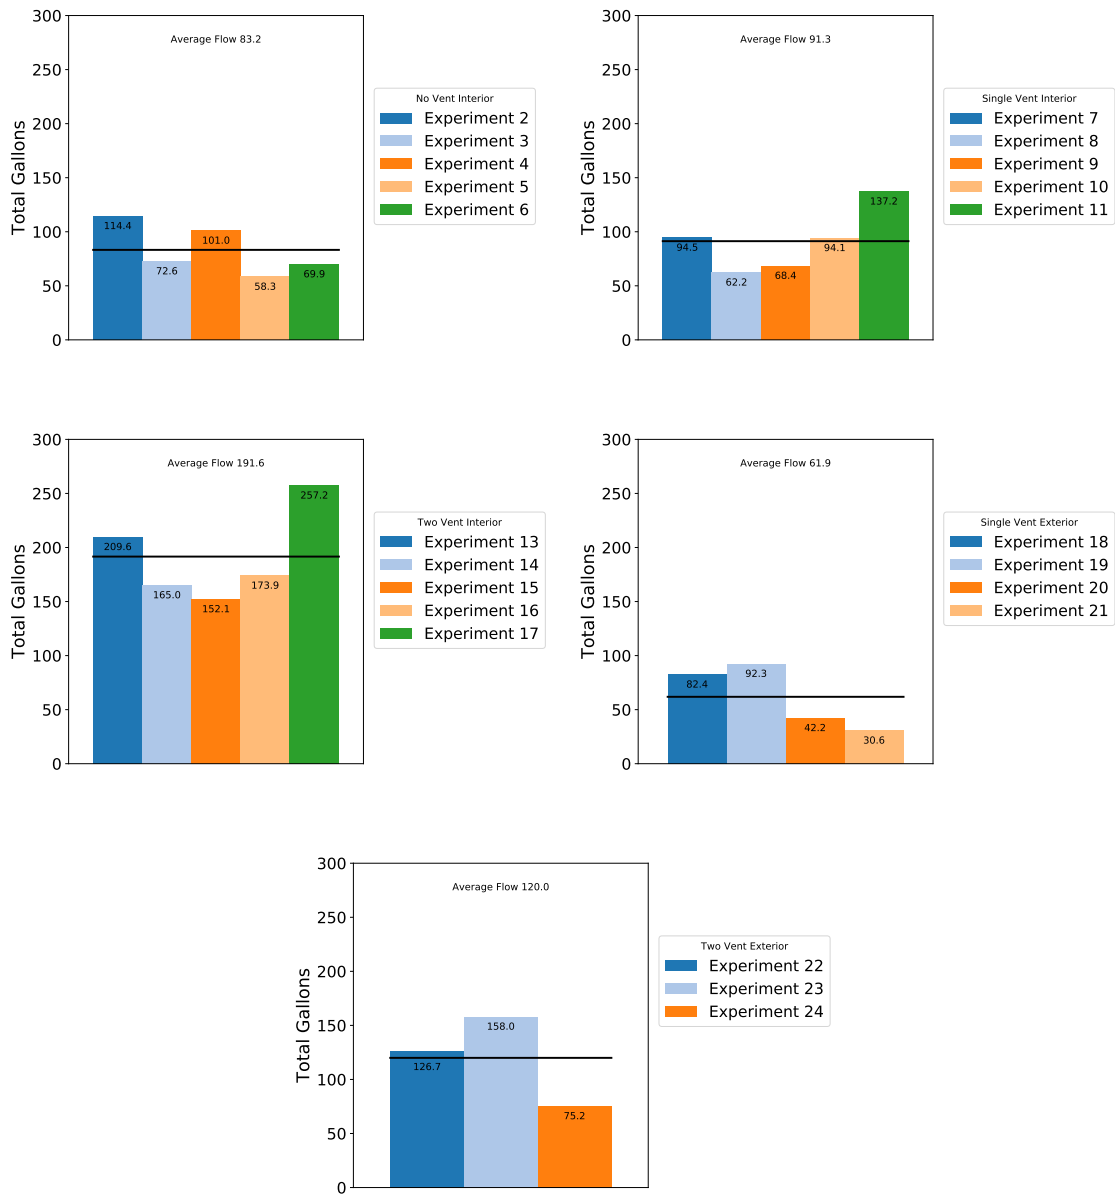 300
250
200
150
100
50
0
Total Gallons
Average Flow 83.2
114.4
72.6
101.0
58.3
69.9
No Vent Interior
Experiment 2
Experiment 3
Experiment 4
Experiment 5
Experiment 6
300
250
200
150
100
50
0
Total Gallons
Average Flow 91.3
94.5
62.2
68.4
94.1
137.2
Single Vent Interior
Experiment 7
Experiment 8
Experiment 9
Experiment 10
Experiment 11
300
250
200
150
100
50
0
Total Gallons
Average Flow 191.6
209.6
165.0
152.1
173.9
257.2
Two Vent Interior
Experiment 13
Experiment 14
Experiment 15
Experiment 16
Experiment 17
300
250
200
150
100
50
0
Total Gallons
Average Flow 61.9
82.4
92.3
42.2
30.6
Single Vent Exterior
Experiment 18
Experiment 19
Experiment 20
Experiment 21
300
250
200
150
100
50
0
Total Gallons
Average Flow 120.0
126.7
158.0
75.2
Two Vent Exterior
Experiment 22
Experiment 23
Experiment 24